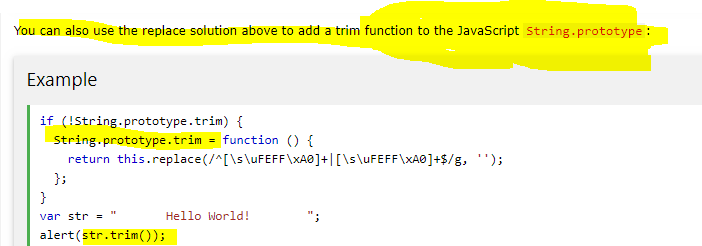 You can also use the replace solution above to add a trim function to the JavaScript String.prototype:
Example
if (!String.prototype.trim) {
  String.prototype.trim = function () {
    return this.replace(/^[\s\uFEFF\xA0]+|[\s\uFEFF\xA0]+$/g, '');
  };
}
var str = "       Hello World!        ";
alert(str.trim());